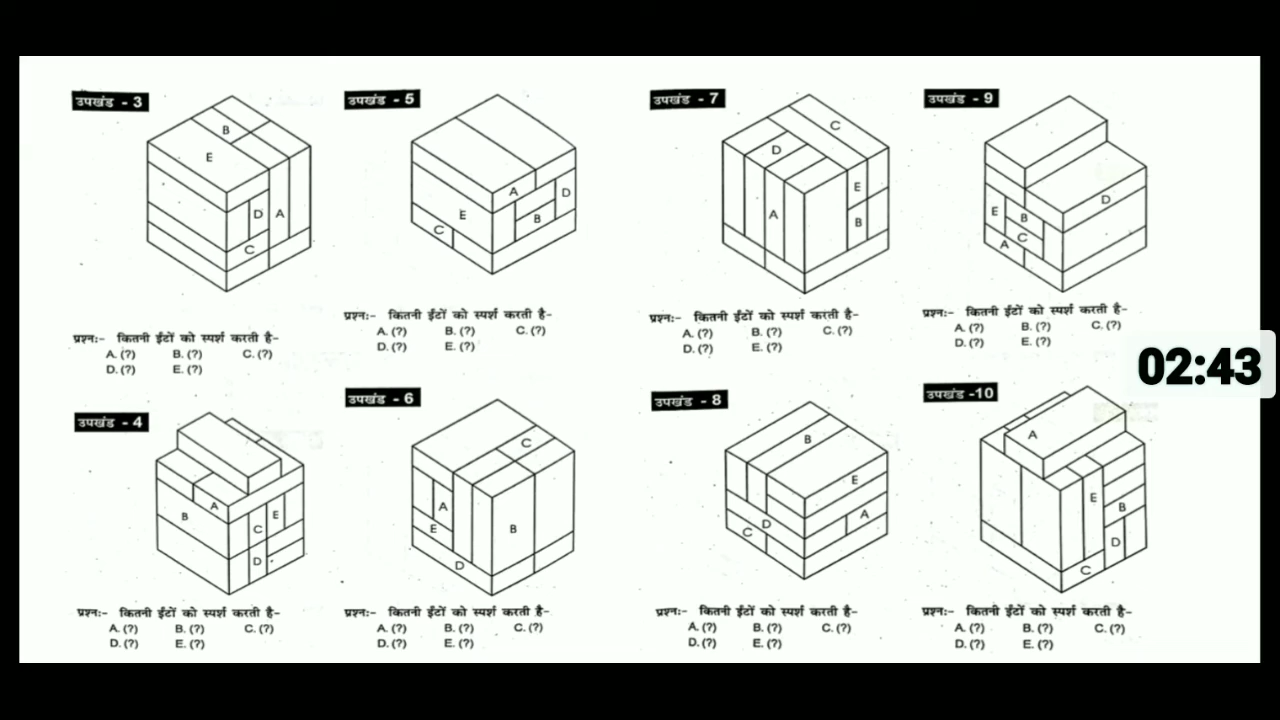 उपखंड - 3
B
E
D
A
C
प्रश्नः- कितनी ईंटों को स्पर्श करती है-
A. (?) B. (?) C. (?)
D. (?) E. (?)
उपखंड - 5
A
D
E
B
C
प्रश्नः- कितनी ईंटों को स्पर्श करती है-
A. (?) B. (?) C. (?)
D. (?) E. (?)
उपखंड - 7
C
D
E
A
B
प्रश्नः- कितनी ईंटों को स्पर्श करती है-
A. (?) B. (?) C. (?)
D. (?) E. (?)
उपखंड - 9
D
E
B
C
A
प्रश्नः- कितनी ईंटों को स्पर्श करती है-
A. (?) B. (?) C. (?)
D. (?) E. (?)
02:43
उपखंड - 4
A
B
E
C
D
प्रश्नः- कितनी ईंटों को स्पर्श करती है-
A. (?) B. (?) C. (?)
D. (?) E. (?)
उपखंड - 6
C
A
E
B
D
प्रश्नः- कितनी ईंटों को स्पर्श करती है-
A. (?) B. (?) C. (?)
D. (?) E. (?)
उपखंड - 8
B
E
A
D
C
प्रश्नः- कितनी ईंटों को स्पर्श करती है-
A. (?) B. (?) C. (?)
D. (?) E. (?)
उपखंड -10
A
E
B
D
C
प्रश्नः- कितनी ईंटों को स्पर्श करती है-
A. (?) B. (?) C. (?)
D. (?) E. (?)